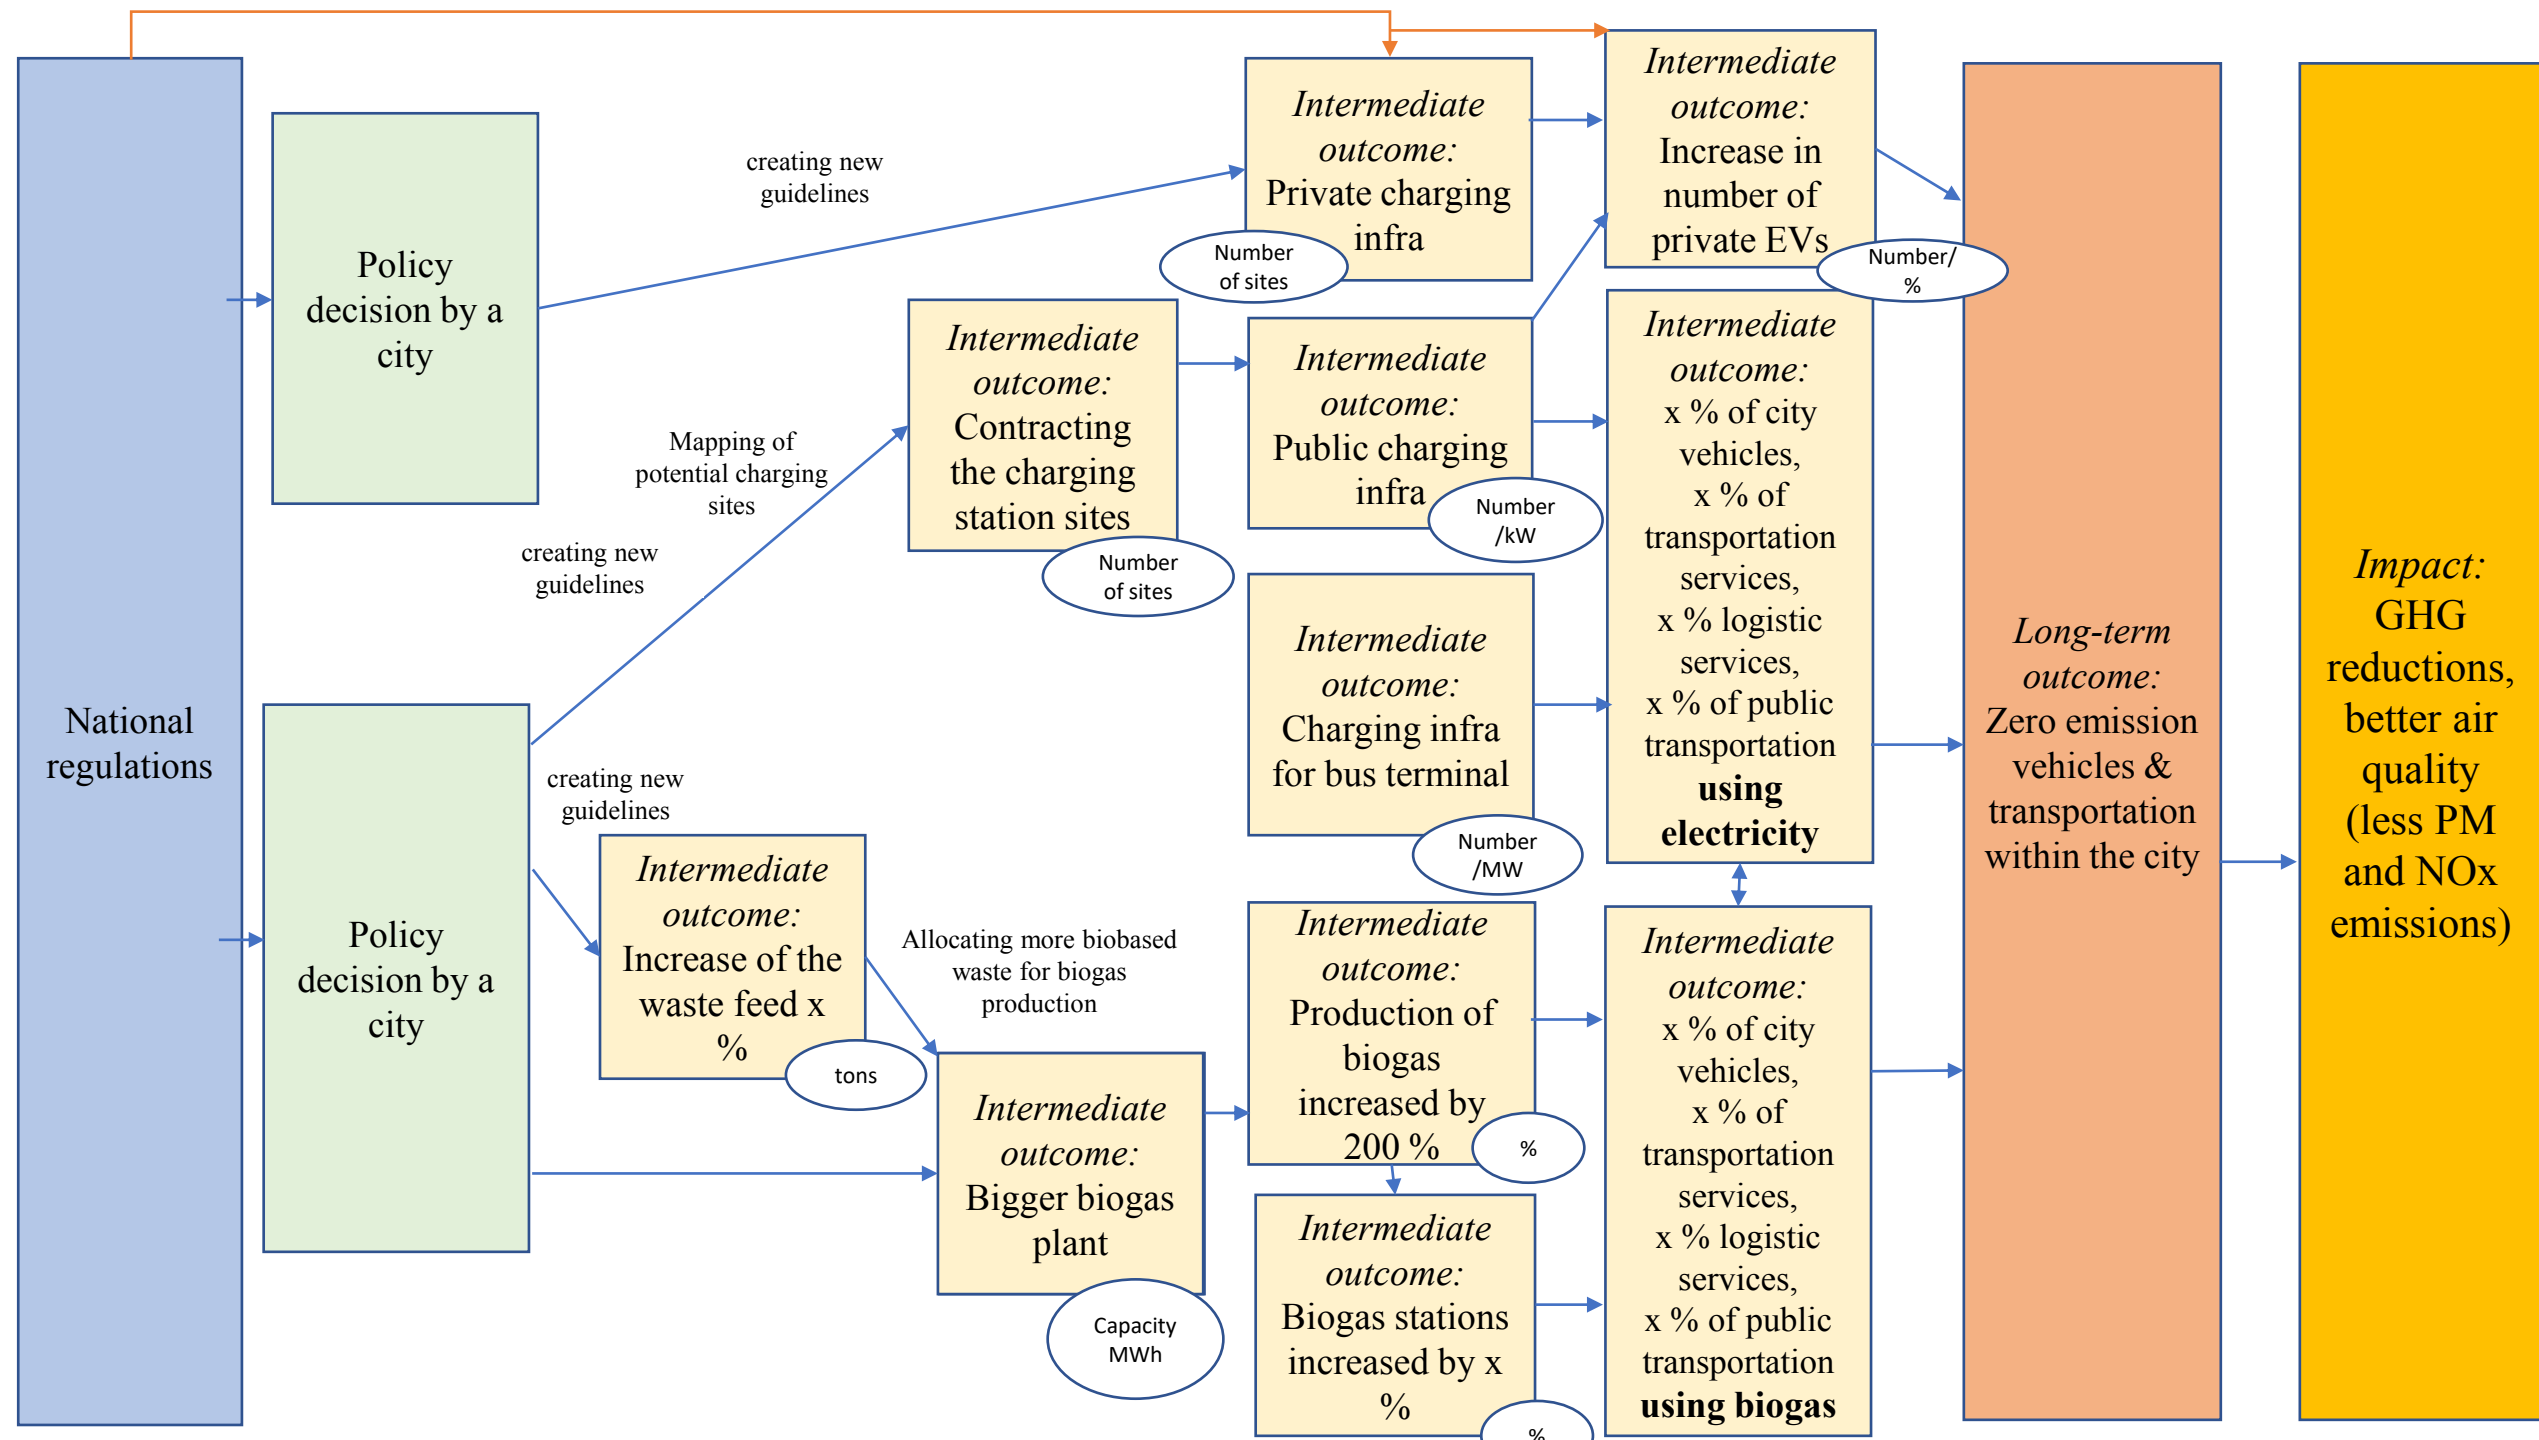 National
regulations
Policy
decision by a
city
Policy
decision by a
city
creating new
guidelines
Mapping of
potential charging
sites
creating new
guidelines
creating new
guidelines
Intermediate
outcome:
Increase of the
waste feed x
%
tons
Allocating more biobased
waste for biogas
production
Intermediate
outcome:
Contracting
the charging
station sites
Number
of sites
Intermediate
outcome:
Bigger biogas
plant
Capacity
MWh
Intermediate
outcome:
Private charging
infra
Number
of sites
Intermediate
outcome:
Public charging
infra
Number
/kW
Intermediate
outcome:
Charging infra
for bus terminal
Number
/MW
Intermediate
outcome:
Production of
biogas
increased by
200 %
%
Intermediate
outcome:
Biogas stations
increased by x
%
%
Intermediate
outcome:
Increase in
number of
private EVs
Number/
%
Intermediate
outcome:
x % of city
vehicles,
x % of
transportation
services,
x % logistic
services,
x % of public
transportation
using
electricity
Intermediate
outcome:
x % of city
vehicles,
x % of
transportation
services,
x % logistic
services,
x % of public
transportation
using biogas
Long-term
outcome:
Zero emission
vehicles &
transportation
within the city
Impact:
GHG
reductions,
better air
quality
(less PM
and NOx
emissions)